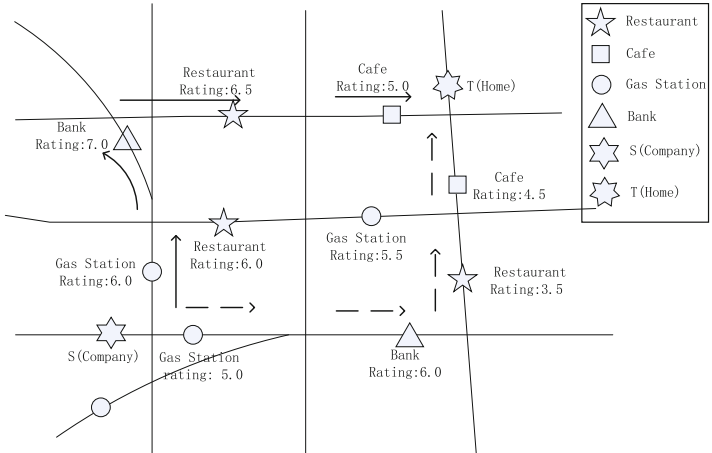 Restaurant
Rating:6.5
Cafe
Rating:5.0
T(Home)
Bank
Rating:7.0
Cafe
Rating:4.5
Restaurant
Rating:6.0
Gas Station
Rating:5.5
Gas Station
Rating:6.0
Restaurant
Rating:3.5
S(Company)
Gas Station
rating: 5.0
Bank
Rating:6.0
Restaurant
Cafe
Gas Station
Bank
S(Company)
T(Home)